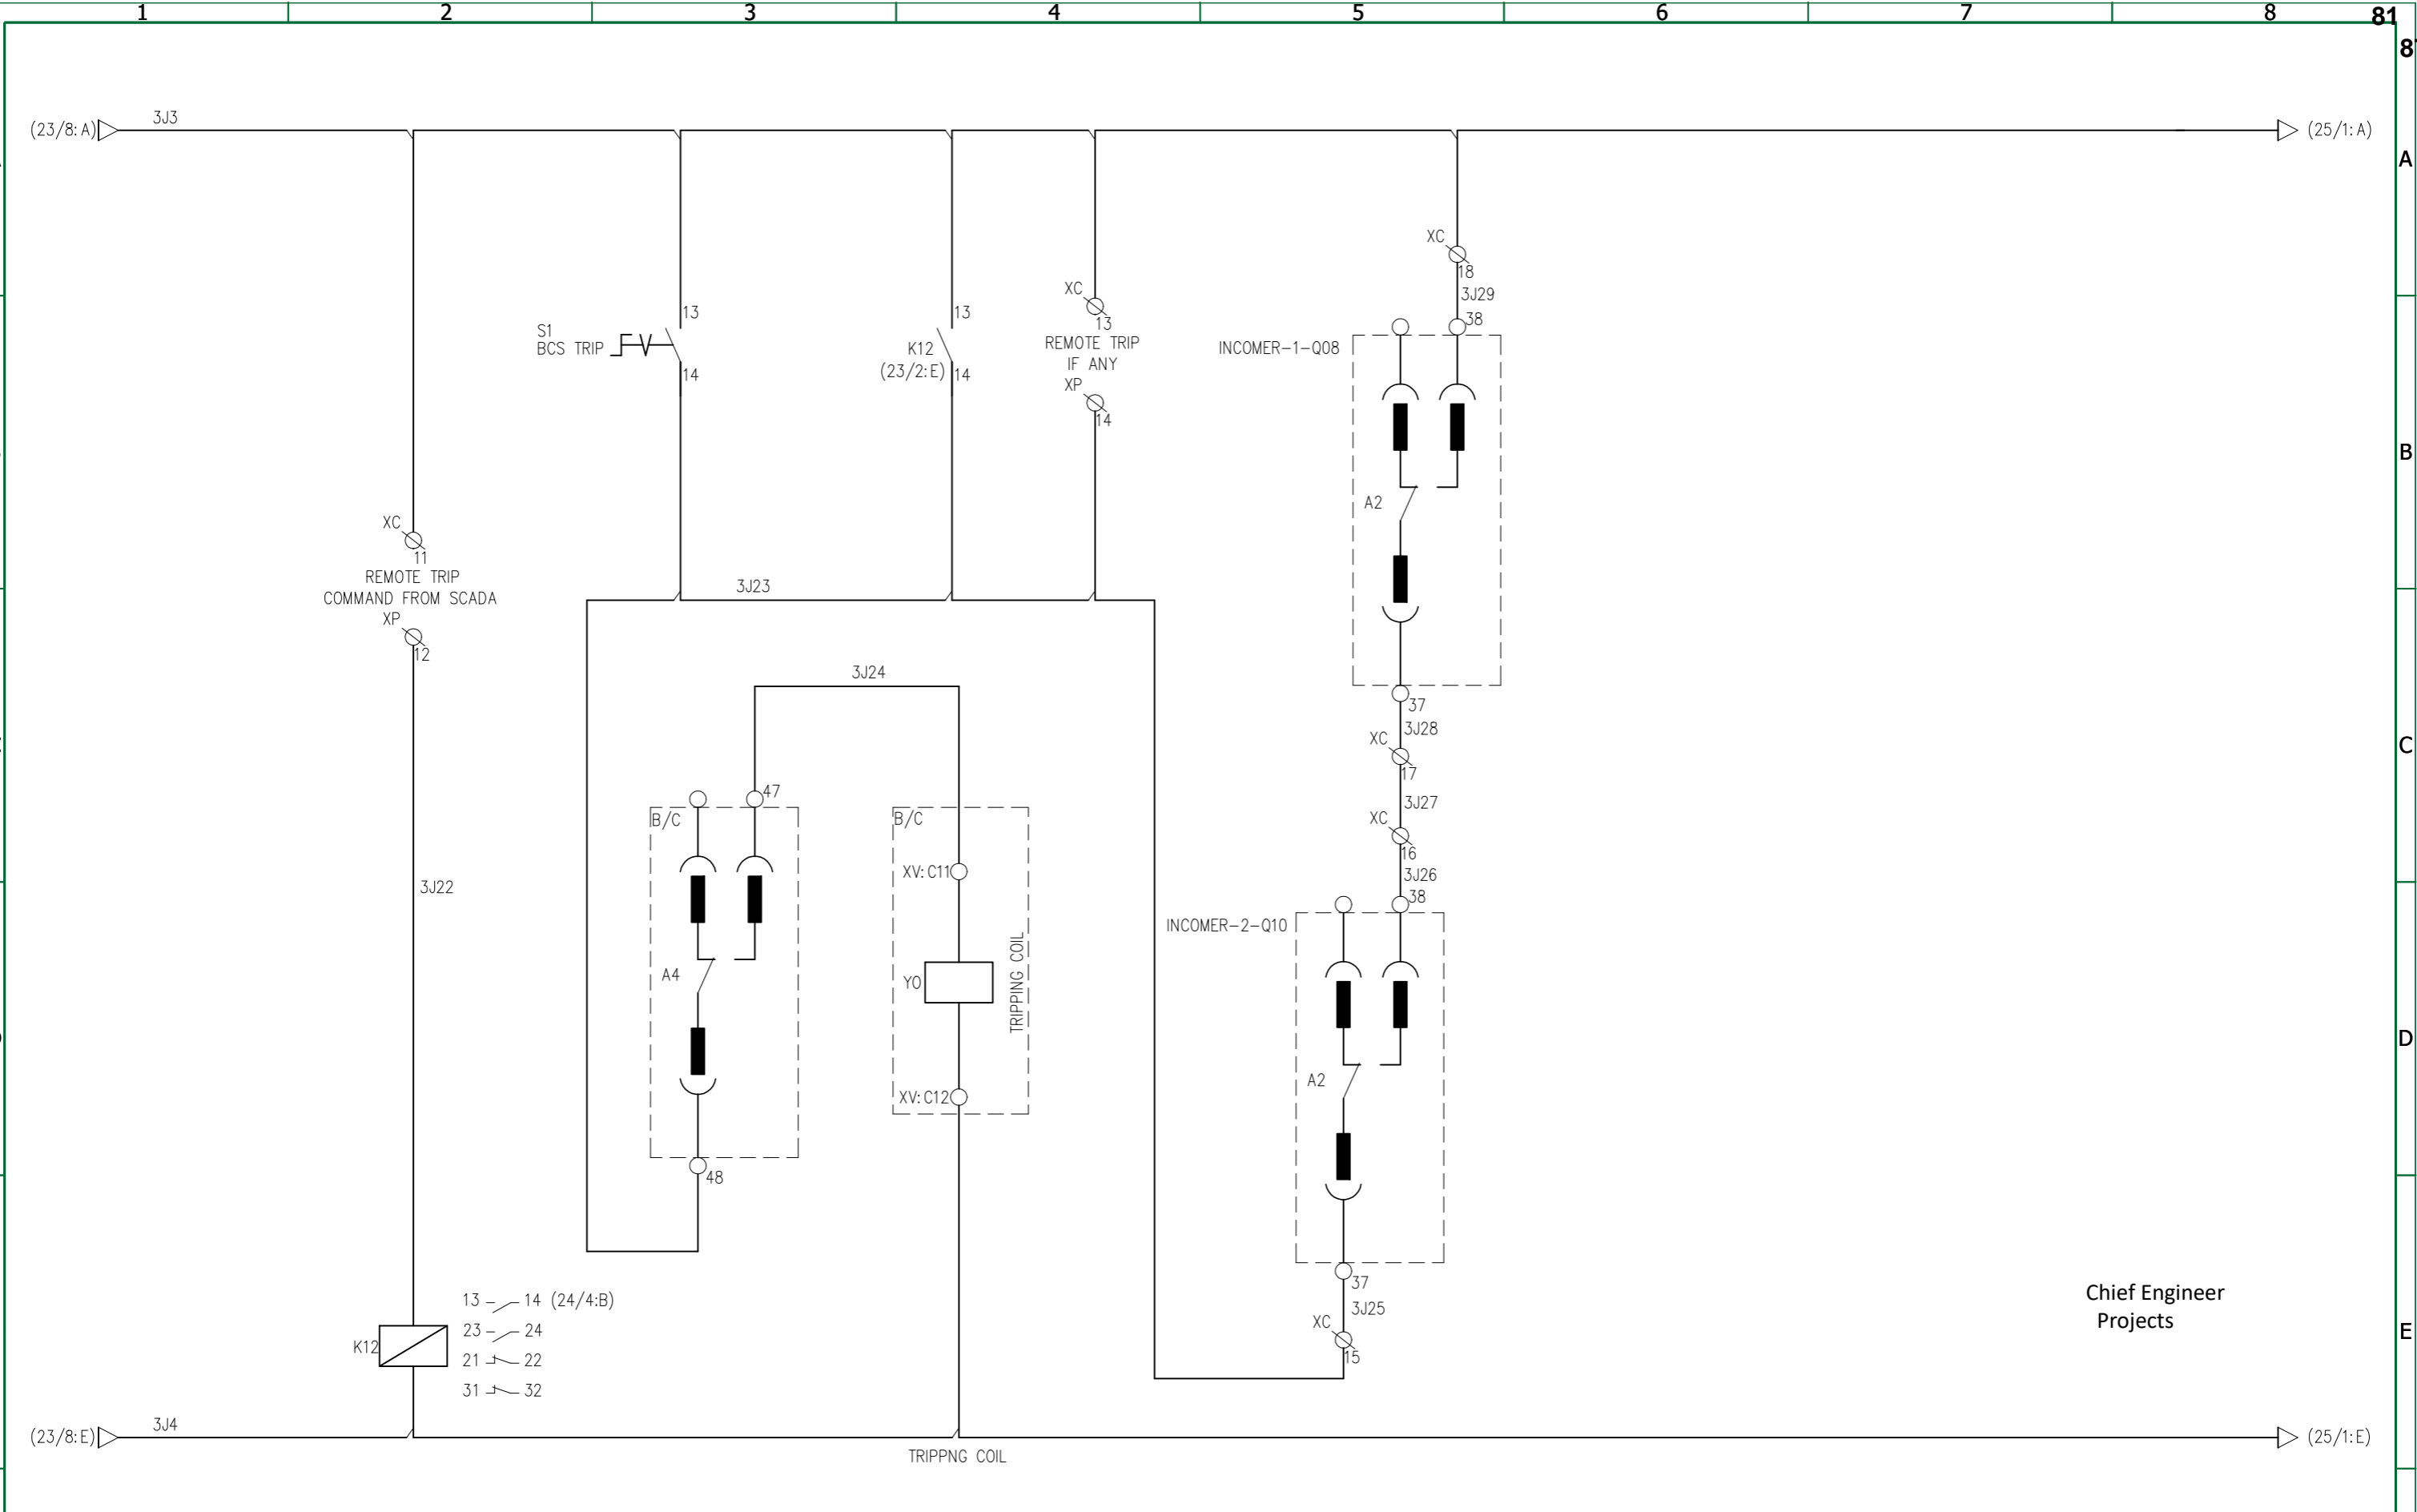 1 2 3 4 5 6 7 8 81
(23/8:A) 3J3 (25/1:A)
A
XC
18
3J29
38
XC
13
REMOTE TRIP
IF ANY
XP
14
S1
BCS TRIP
13
14
13
K12
(23/2:E) 14
INCOMER-1-Q08
A2
B
XC
11
REMOTE TRIP
COMMAND FROM SCADA
XP
12
3J23
3J24
37
3J28
XC
17
3J27
XC
16
3J26
38
C
47
B/C
B/C
XV:C11
3J22
A4
Y0
TRIPPING COIL
XV:C12
48
INCOMER-2-Q10
A2
D
37
3J25
XC
15
13 14 (24/4:B)
23 24
21 22
31 32
K12
Chief Engineer
Projects
E
(23/8:E) 3J4 (25/1:E)
TRIPPNG COIL